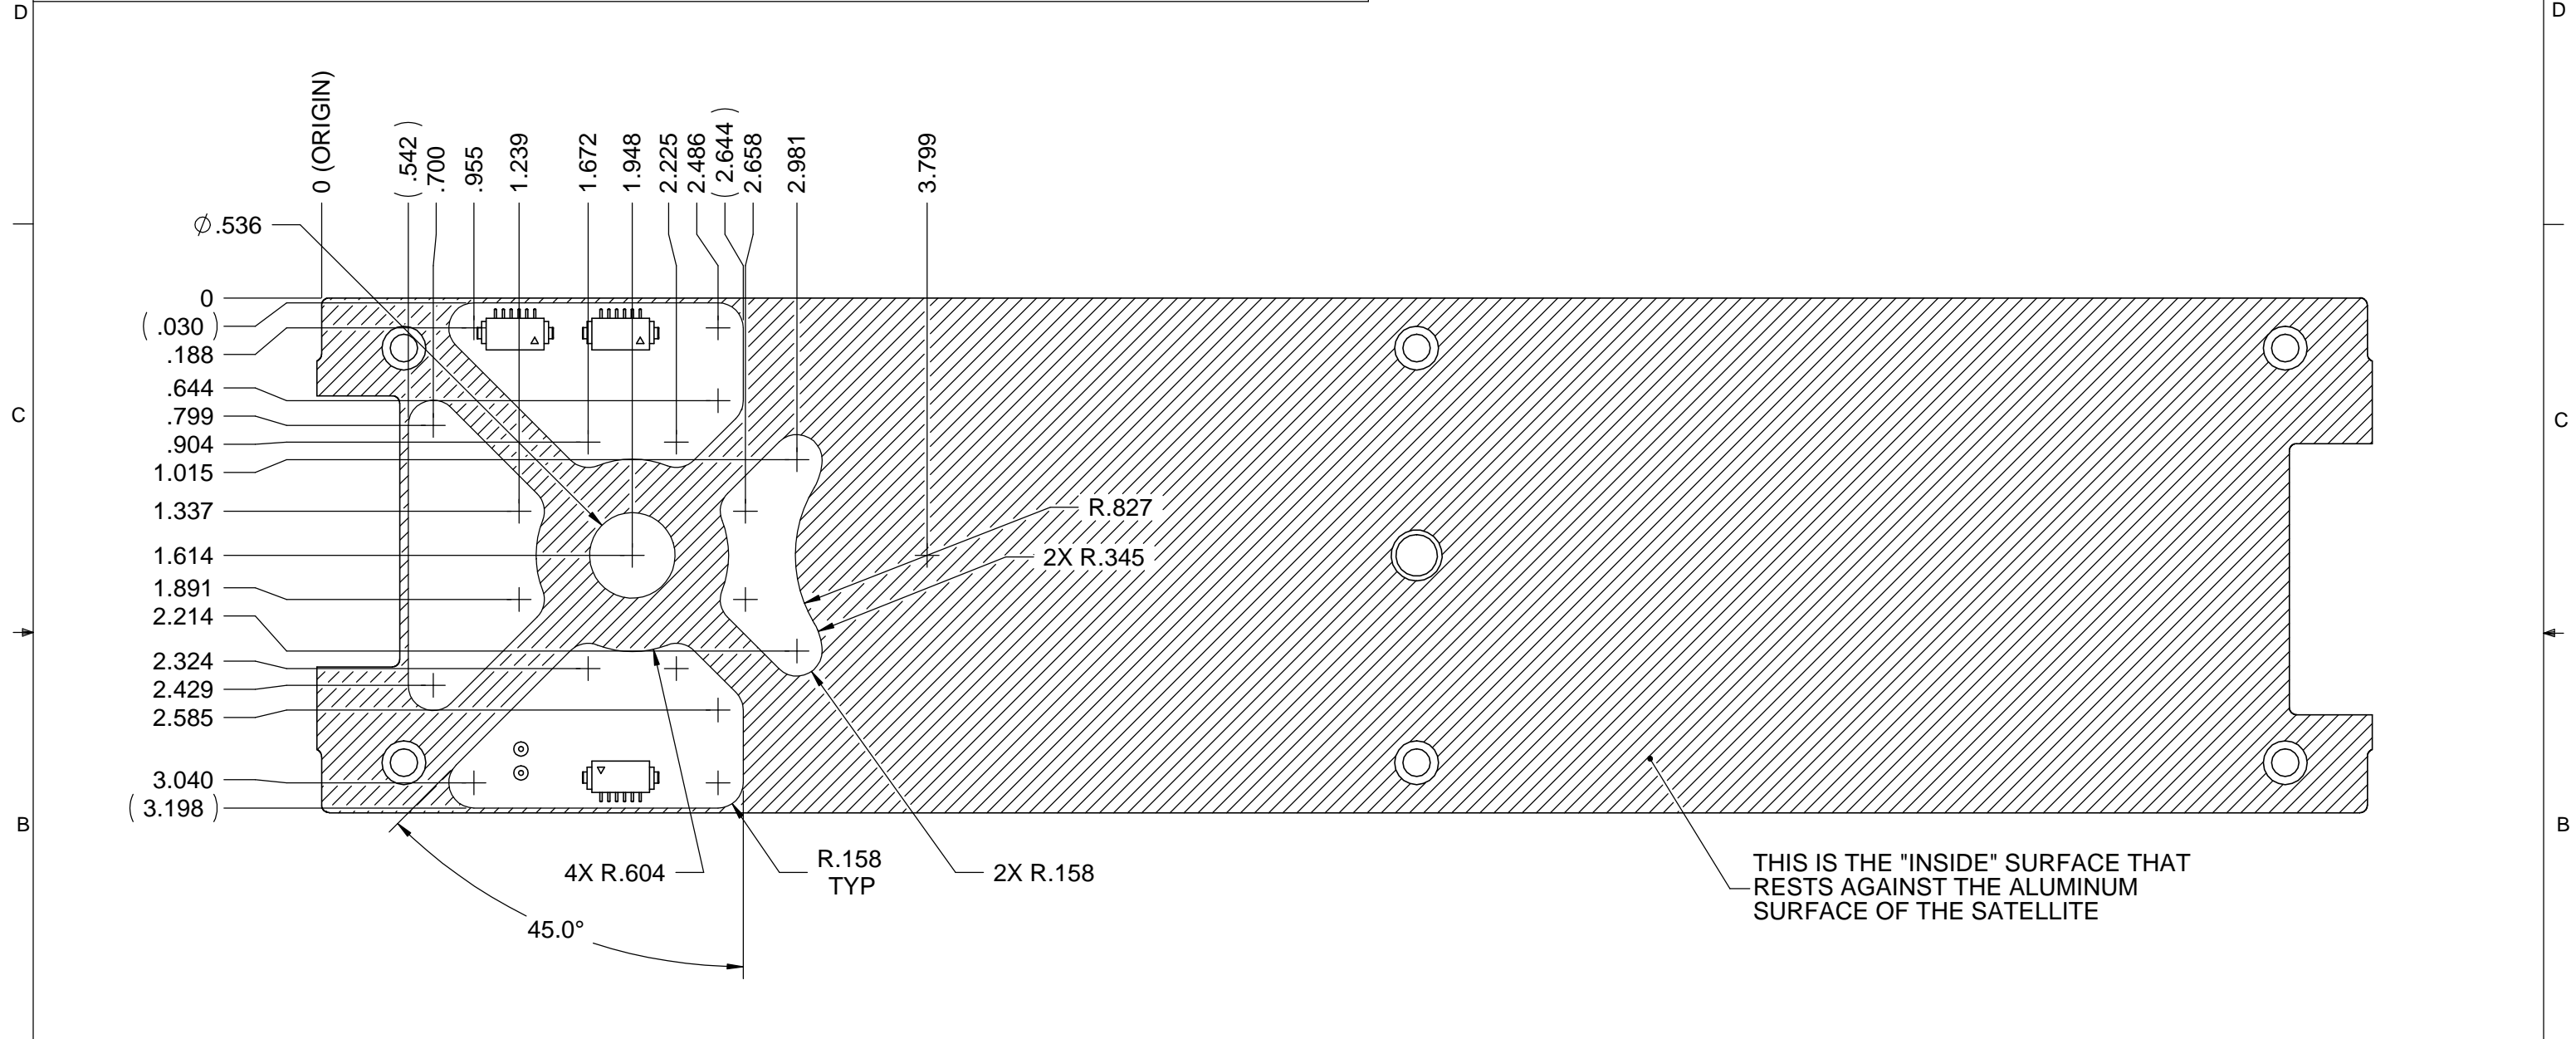 D
D
0 (ORIGIN)
( .542 )
.700
.955
1.239
1.672
1.948
2.225
2.486
( 2.644 )
2.658
2.981
3.799
∅ .536
0
( .030 )
.188
.644
.799
.904
1.015
1.337
1.614
1.891
2.214
2.324
2.429
2.585
3.040
( 3.198 )
C
C
R.827
2X R.345
B
B
4X R.604
R.158
TYP
2X R.158
45.0°
THIS IS THE "INSIDE" SURFACE THAT
RESTS AGAINST THE ALUMINUM
SURFACE OF THE SATELLITE